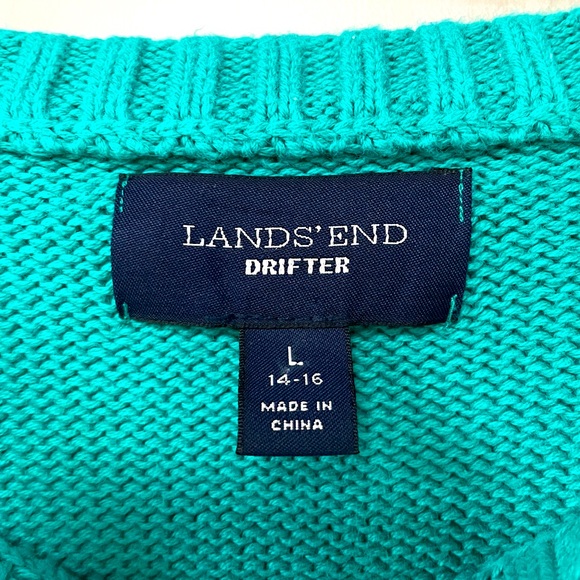 LANDS' END
DRIFTER
L
14-16
MADE IN
CHINA